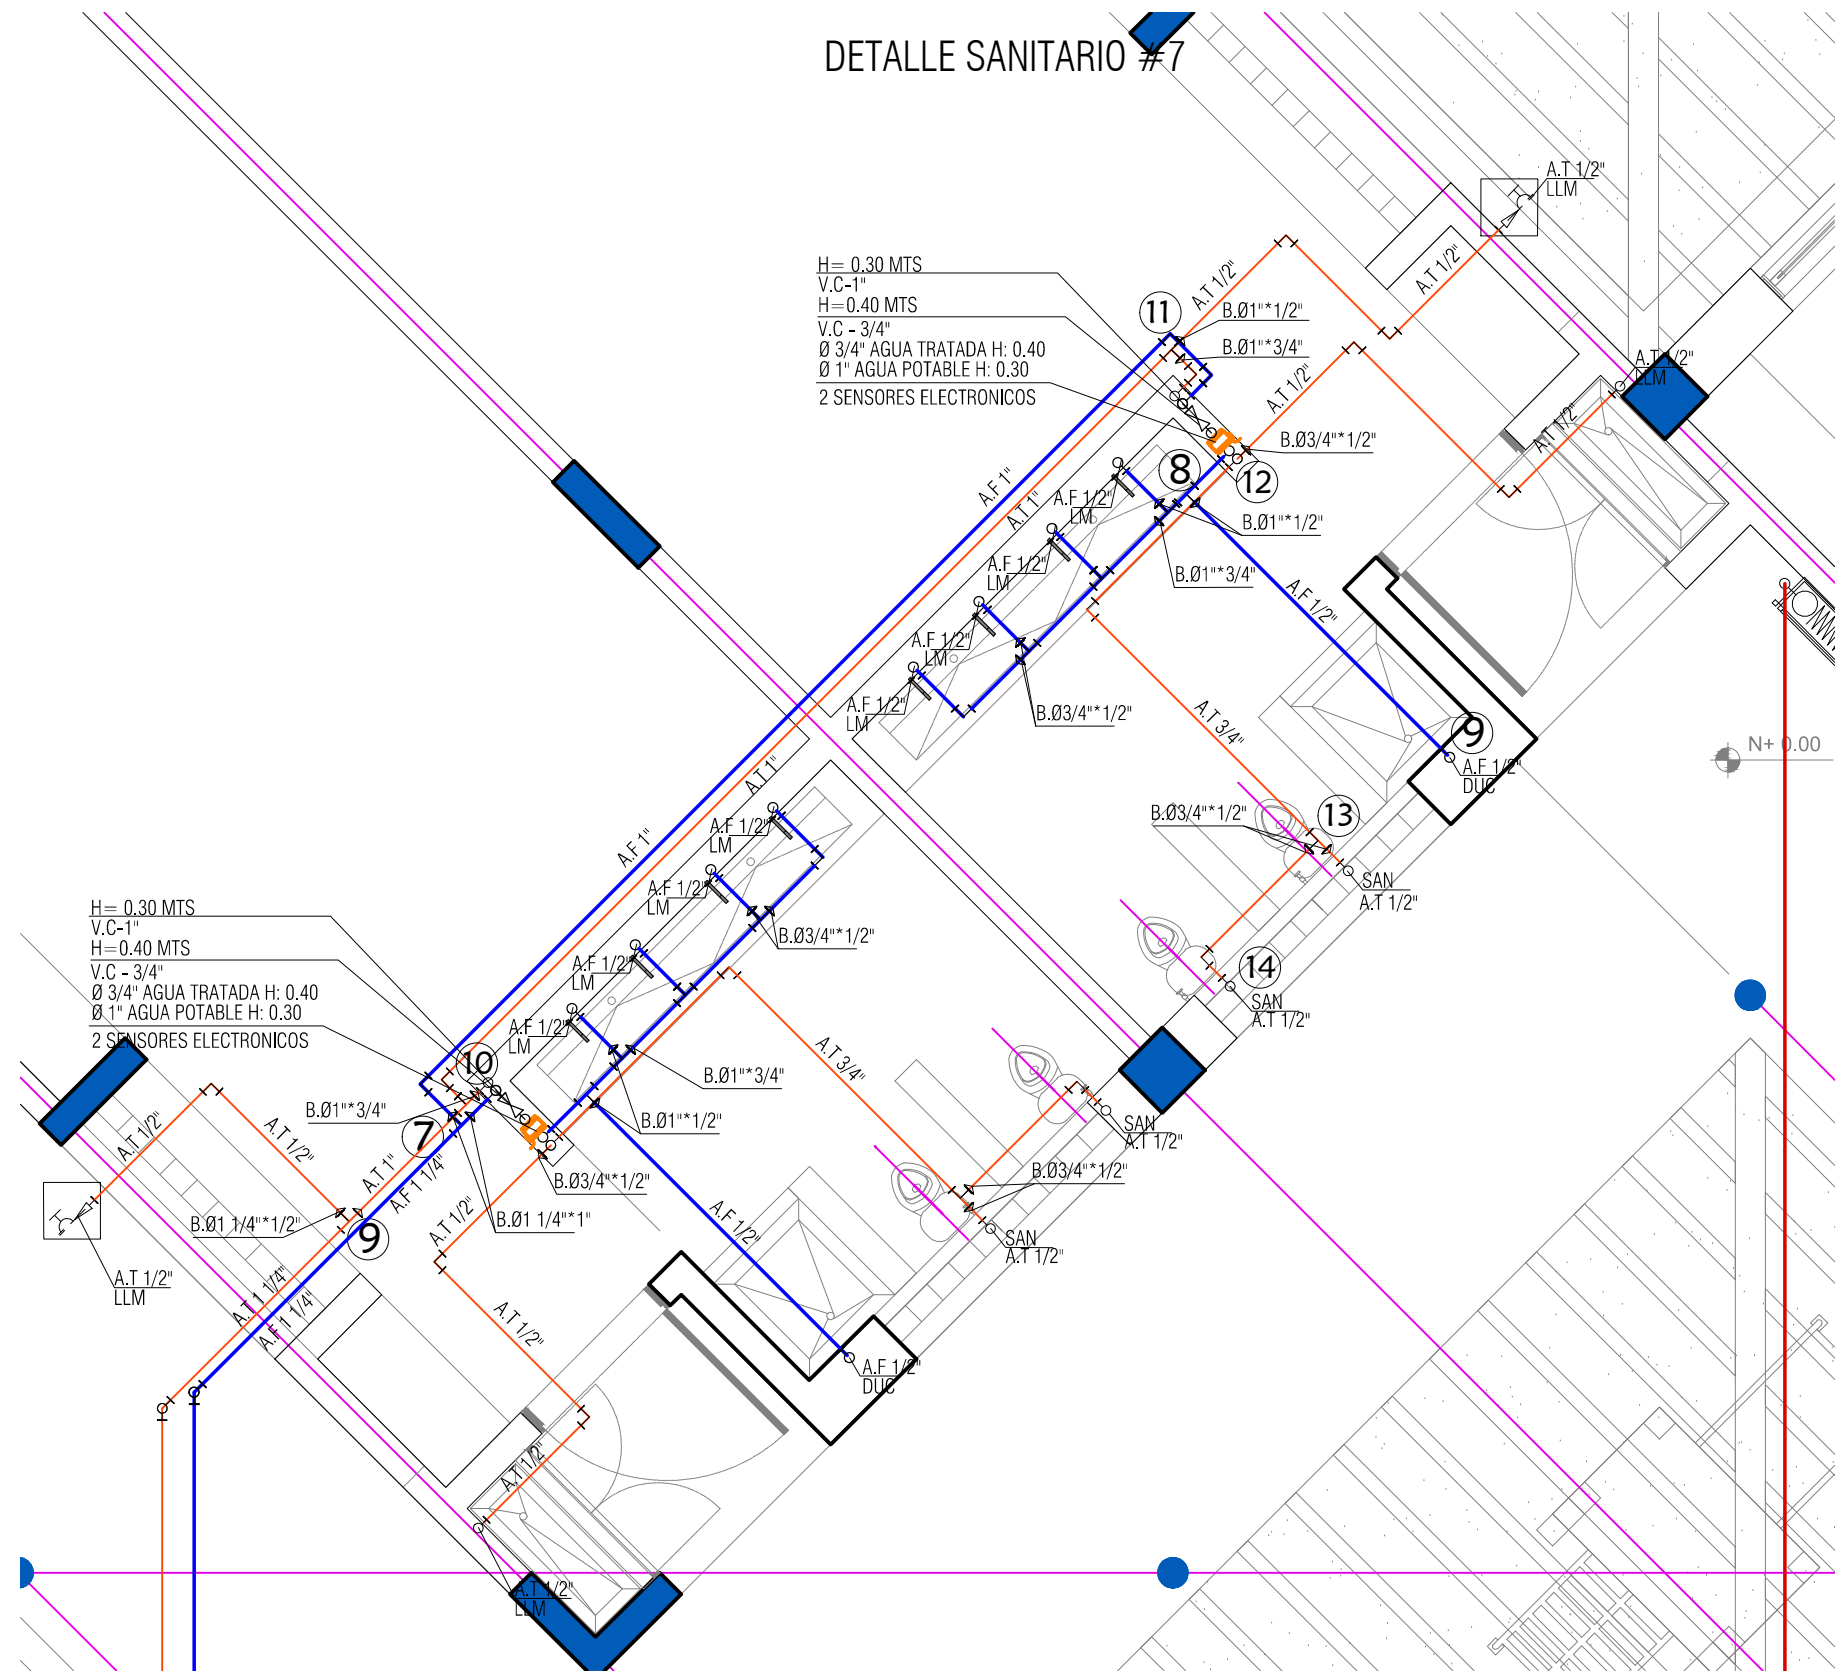 DETALLE SANITARIO #7
A.T 1/2"
LLM
A.T 1/2"
A.T 1/2"
H= 0.30 MTS
V.C-1"
H=0.40 MTS
V.C - 3/4"
Ø 3/4" AGUA TRATADA H: 0.40
Ø 1" AGUA POTABLE H: 0.30
2 SENSORES ELECTRONICOS
11
B.Ø1"*1/2"
B.Ø1"*3/4"
A.T 1/2"
LLM
A.T 1/2"
A.T 1/2"
B.Ø3/4"*1/2"
8
12
A.F 1"
A.T 1"
A.F 1/2"
LM
B.Ø1"*1/2"
A.F 1/2"
LM
B.Ø1"*3/4"
A.F 1/2"
A.F 1/2"
LM
A.F 1/2"
LM
B.Ø3/4"*1/2"
A.T 3/4"
9
N+ 0.00
A.F 1/2"
DUC
A.T 1"
A.F 1"
B.Ø3/4"*1/2"
13
A.F 1/2"
LM
A.F 1/2"
LM
SAN
A.T 1/2"
H= 0.30 MTS
V.C-1"
H=0.40 MTS
V.C - 3/4"
Ø 3/4" AGUA TRATADA H: 0.40
Ø 1" AGUA POTABLE H: 0.30
2 SENSORES ELECTRONICOS
B.Ø3/4"*1/2"
A.F 1/2"
LM
14
SAN
A.T 1/2"
A.F 1/2"
LM
10
A.T 3/4"
B.Ø1"*3/4"
B.Ø1"*3/4"
B.Ø1"*1/2"
7
SAN
A.T 1/2"
A.T 1/2"
A.T 1/2"
A.T 1"
A.F 1 1/4"
B.Ø3/4"*1/2"
B.Ø3/4"*1/2"
B.Ø1 1/4"*1/2"
B.Ø1 1/4"*1"
9
A.T 1/2"
A.F 1/2"
SAN
A.T 1/2"
A.T 1/2"
LLM
A.T 1 1/4"
A.F 1 1/4"
A.T 1/2"
A.F 1/2"
DUC
A.T 1/2"
A.T 1/2"
LLM